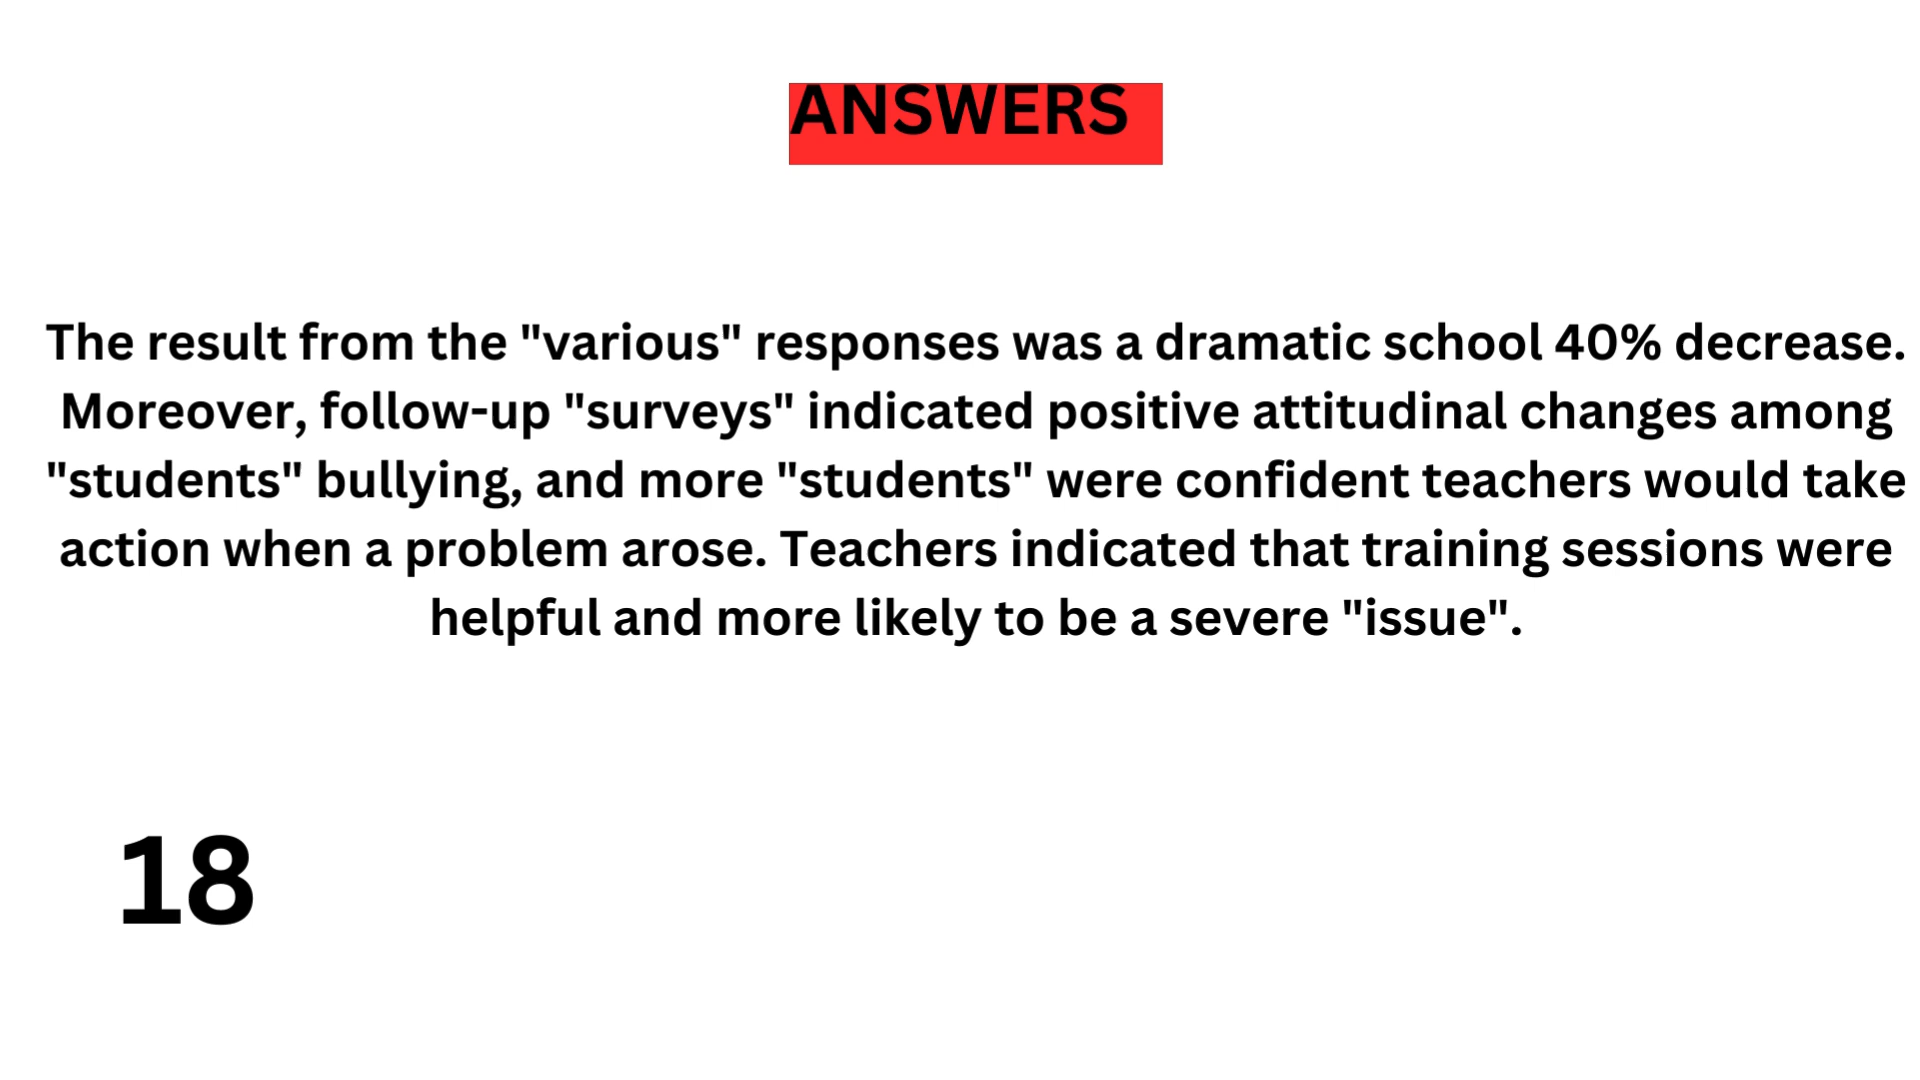 ANSWERS
The result from the "various" responses was a dramatic school 40% decrease.
Moreover, follow-up "surveys" indicated positive attitudinal changes among
"students" bullying, and more "students" were confident teachers would take
action when a problem arose. Teachers indicated that training sessions were
helpful and more likely to be a severe "issue".
18